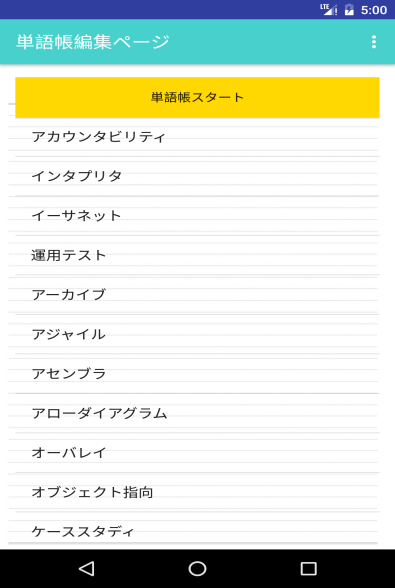 LTE 5:00
単語帳編集ページ
単語帳スタート
アカウンタビリティ
インタプリタ
イーサネット
運用テスト
アーカイブ
アジャイル
アセンブラ
アローダイアグラム
オーバレイ
オブジェクト指向
ケーススタディ